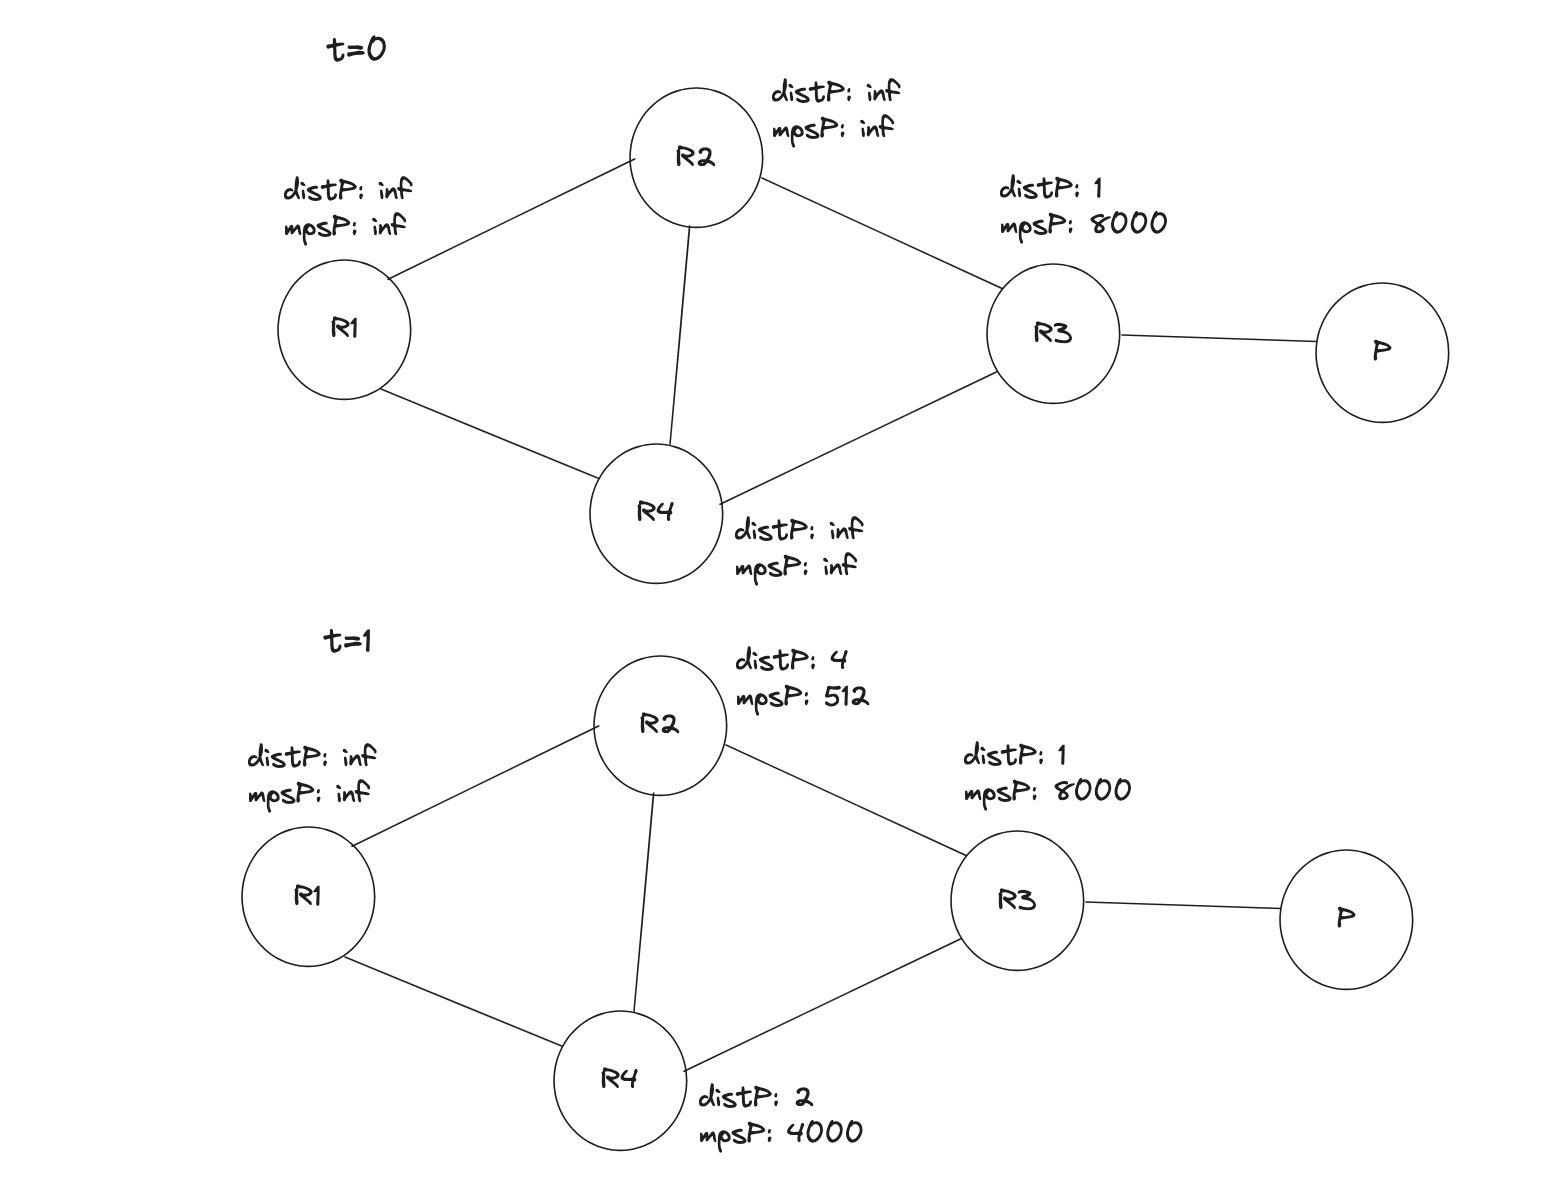 t=0
distP: inf
mpsP: inf
R2
distP: inf
mpsP: inf
distP: 1
mpsP: 8000
R1
R3
P
R4
distP: inf
mpsP: inf
t=1
distP: 4
mpsP: 512
R2
distP: inf
mpsP: inf
distP: 1
mpsP: 8000
R1
R3
P
R4
distP: 2
mpsP: 4000